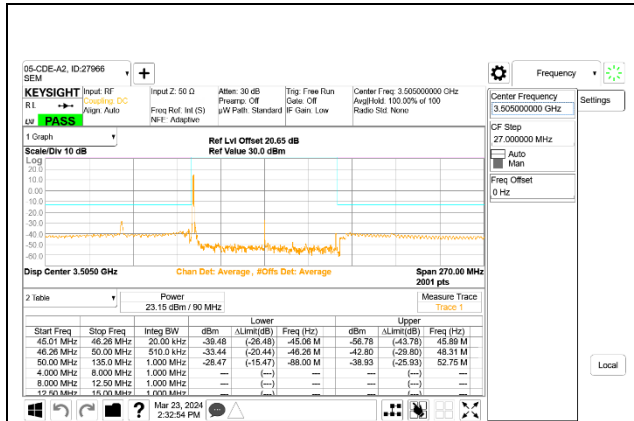 05-CDE-A2, ID:27966
SEM
Frequency
KEYSIGHT
RL
PASS
Input: RF
Coupling: DC
Align: Auto
Input Z: 50 Ω
Freq Ref: Int (S)
NFE: Adaptive
Atten: 30 dB
Preamp: Off
µW Path: Standard
Trig: Free Run
Gate: Off
IF Gain: Low
Center Freq: 3.505000000 GHz
Avg|Hold: 100.00% of 100
Radio Std: None
Center Frequency
3.505000000 GHz
Settings
CF Step
27.000000 MHz
Auto
Man
Freq Offset
0 Hz
1 Graph
Scale/Div 10 dB
Ref Lvl Offset 20.65 dB
Ref Value 30.0 dBm
Log
20.0
10.0
0.00
-10.0
-20.0
-30.0
-40.0
-50.0
-60.0
Disp Center 3.5050 GHz
Chan Det: Average , #Offs Det: Average
Span 270.00 MHz
2001 pts
2 Table
Power
23.15 dBm / 90 MHz
Measure Trace
Trace 1
Lower Upper
Start Freq Stop Freq Integ BW dBm ΔLimit(dB) Freq (Hz) dBm ΔLimit(dB) Freq (Hz)
45.01 MHz 46.26 MHz 20.00 kHz -39.48 (-26.48) -45.06 M -56.78 (-43.78) 45.89 M
46.26 MHz 50.00 MHz 510.0 kHz -33.44 (-20.44) -46.26 M -42.80 (-29.80) 48.31 M
50.00 MHz 135.0 MHz 1.000 MHz -28.47 (-15.47) -88.00 M -38.93 (-25.93) 52.75 M
4.000 MHz 8.000 MHz 1.000 MHz --- (---) --- (---)
8.000 MHz 12.50 MHz 1.000 MHz --- (---) --- (---)
12.50 MHz 15.00 MHz 1.000 MHz --- (---) --- (---)
Local
?
Mar 23, 2024
2:32:54 PM